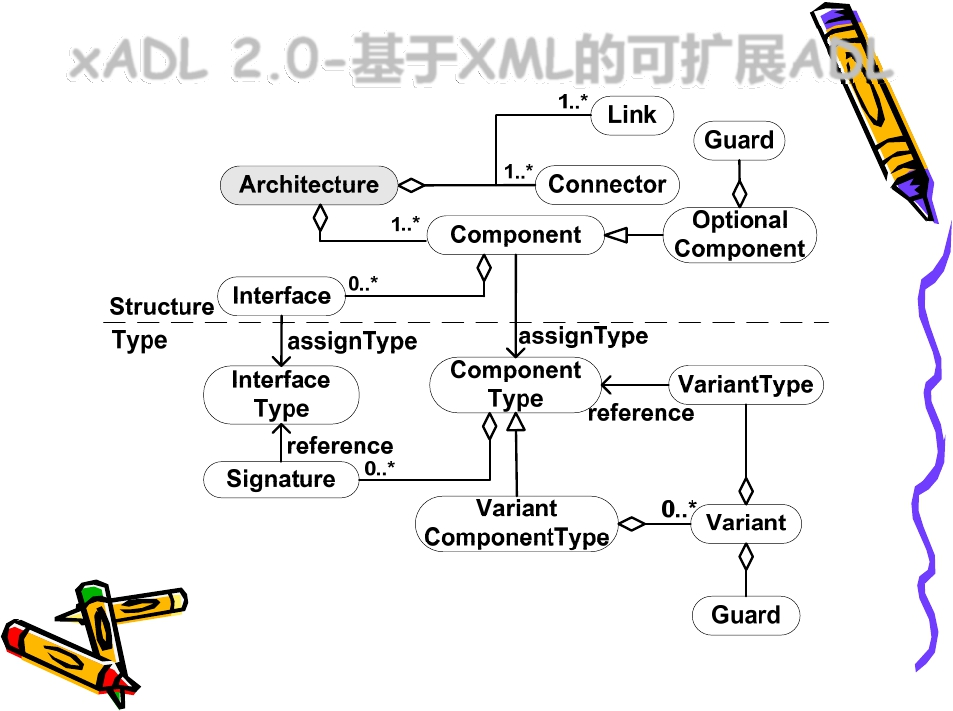 xADL 2.0-基于XML的可扩展ADL
1..*
Link
Guard
Architecture
1..*
Connector
1..*
Component
Optional
Component
Interface
0..*
Structure
Type
assignType
assignType
Interface
Type
Component
Type
VariantType
reference
reference
Signature
0..*
Variant
ComponentType
0..*
Variant
Guard